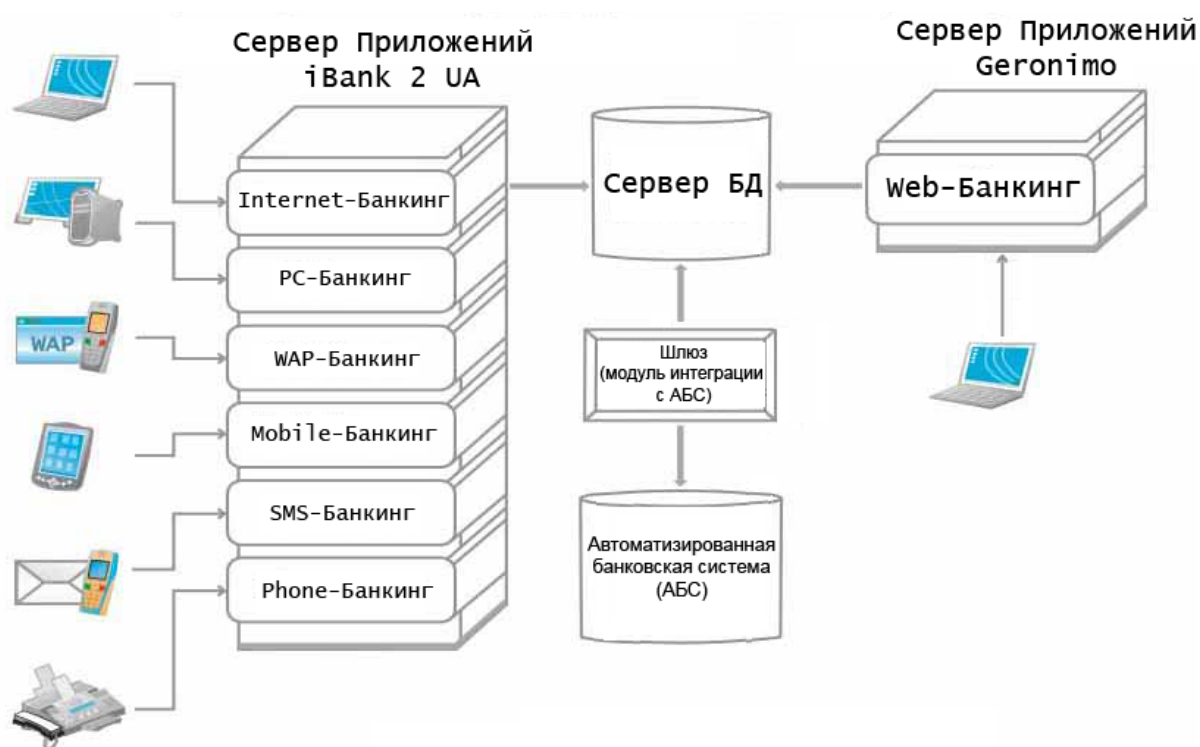 Сервер Приложений
iBank 2 UA
Сервер Приложений
Geronimo
Internet-Банкинг
PC-Банкинг
WAP-Банкинг
Mobile-Банкинг
SMS-Банкинг
Phone-Банкинг
WAP
Сервер БД
Web-Банкинг
Шлюз
(модуль интеграции
с АБС)
Автоматизированная
банковская система
(АБС)